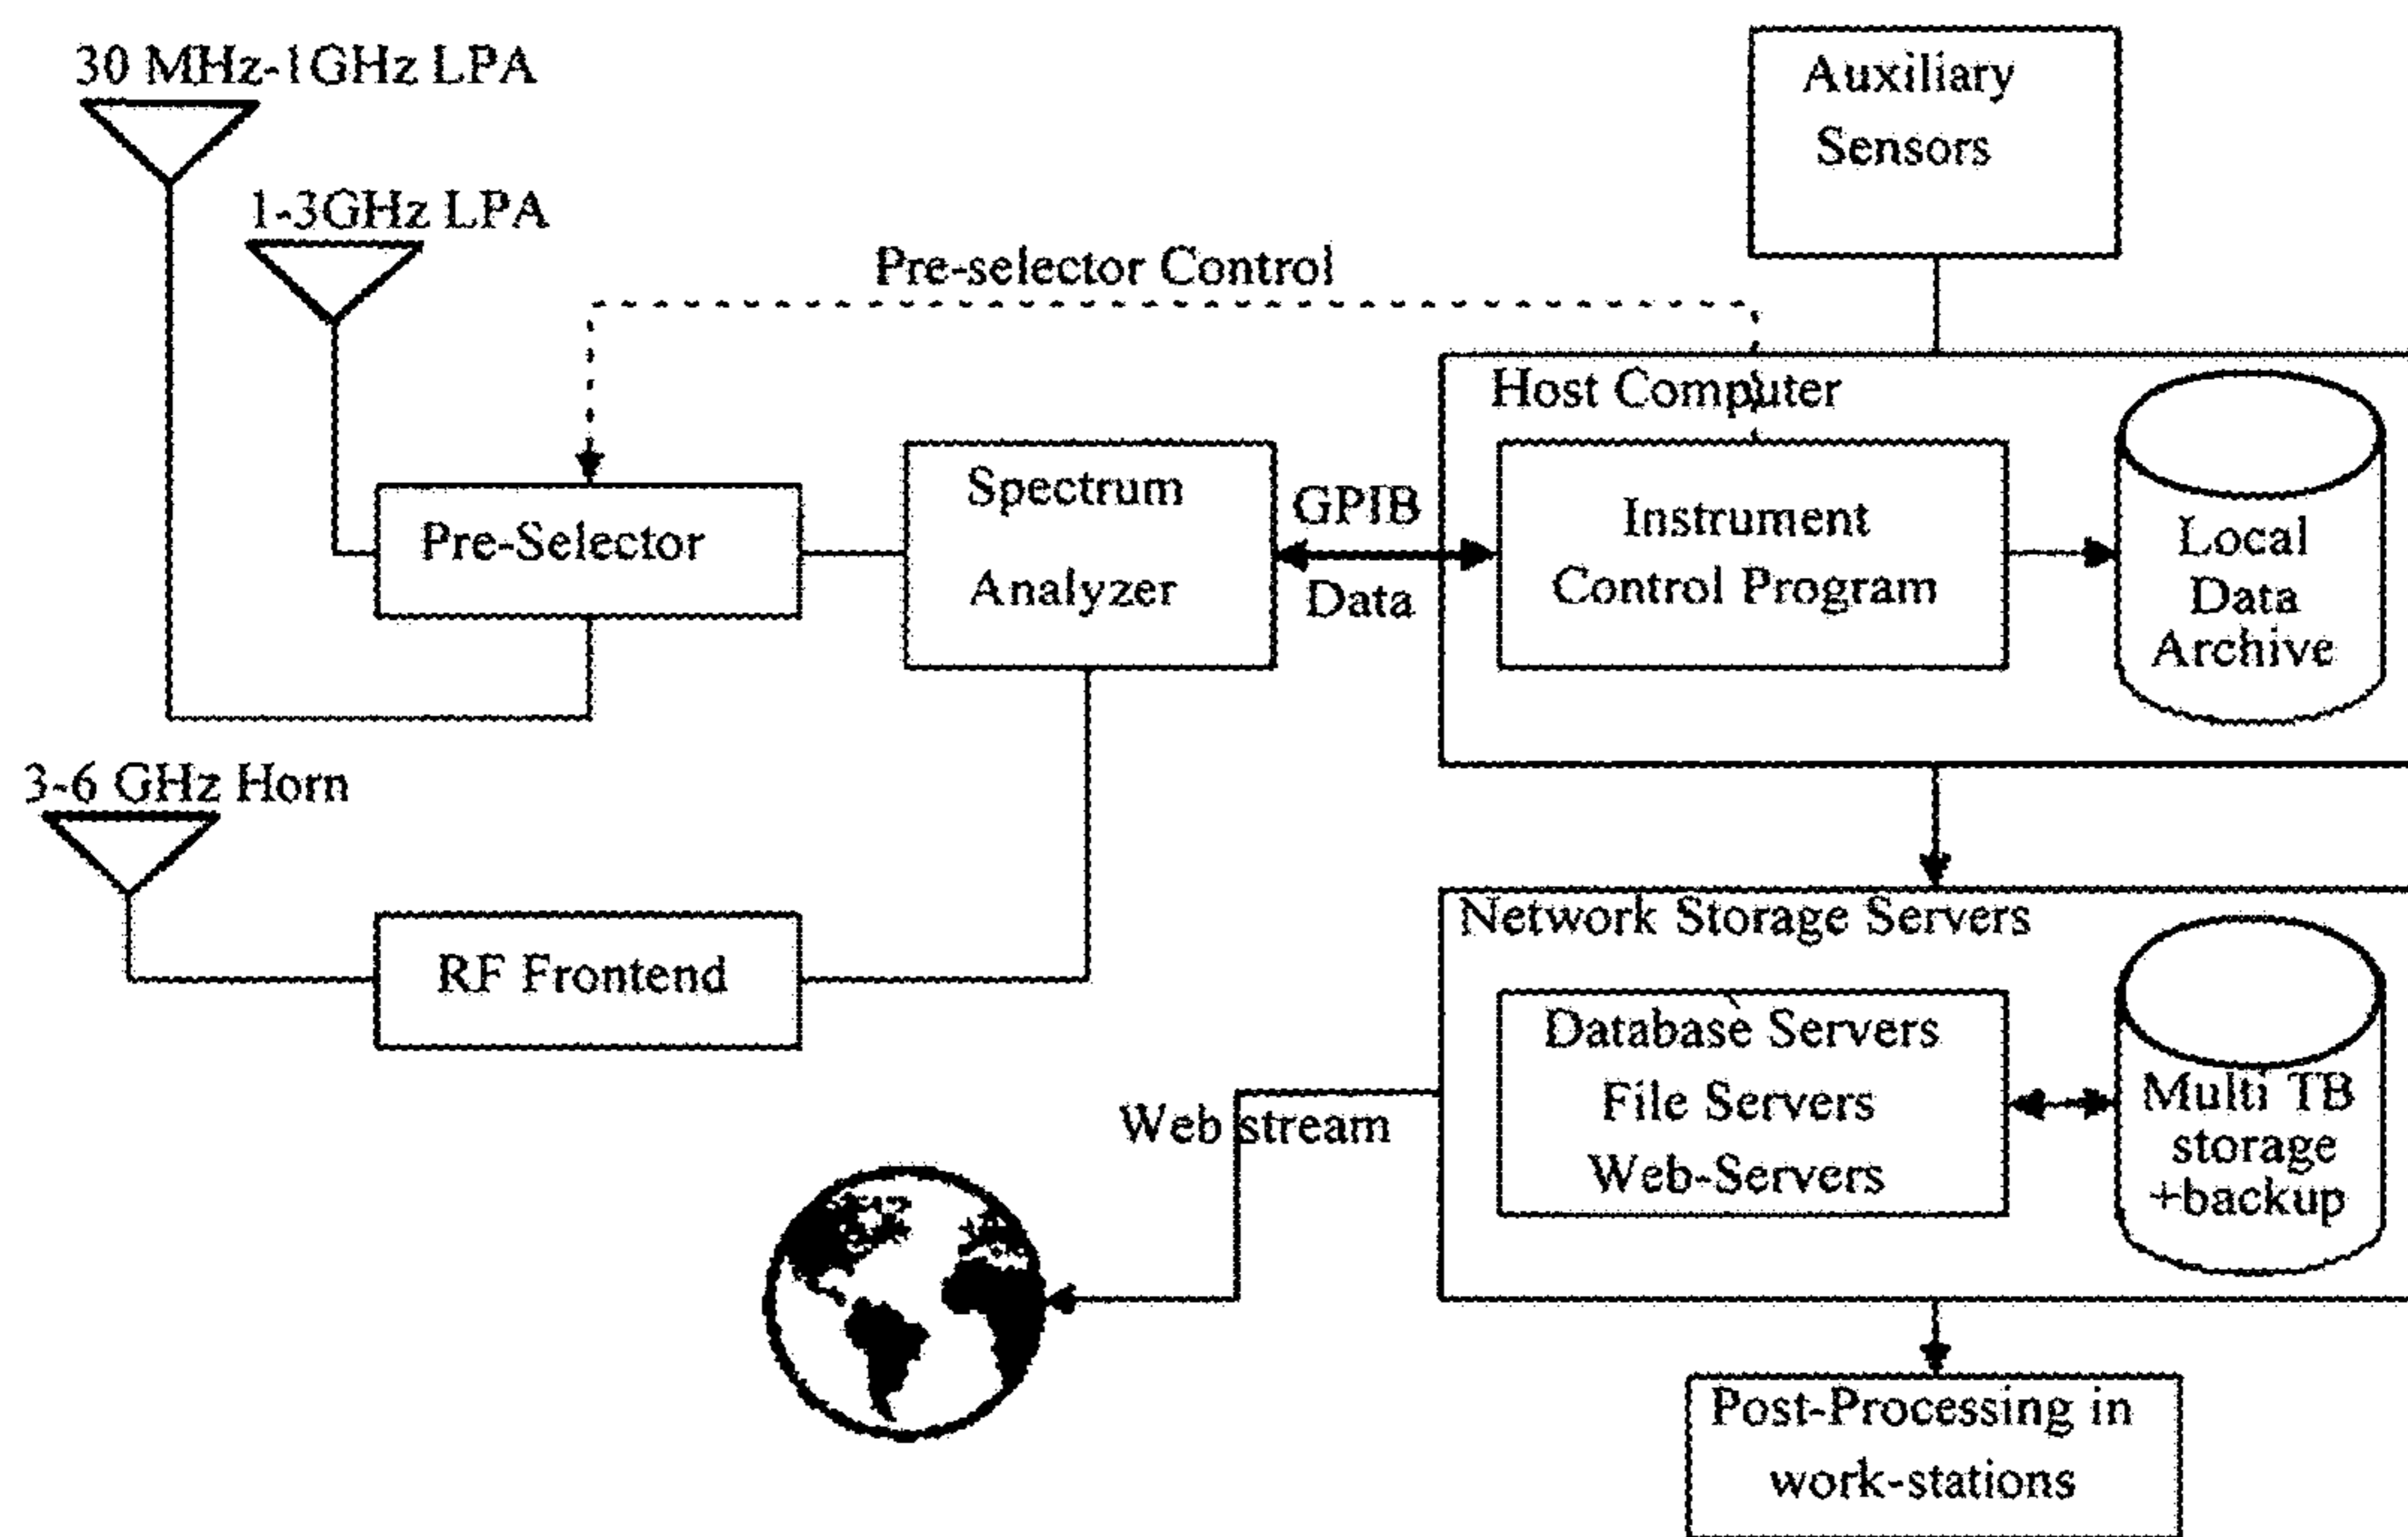 30 MHz-1GHz LPA
1-3GHz LPA
Pre-selector Control
Auxiliary
Sensors
Host Computer
Pre-Selector
Spectrum
Analyzer
GPIB
Data
Instrument
Control Program
Local
Data
Archive
3-6 GHz Horn
RF Frontend
Network Storage Servers
Database Servers
File Servers
Web-Servers
Multi TB
storage
+backup
Web stream
Post-Processing in
work-stations